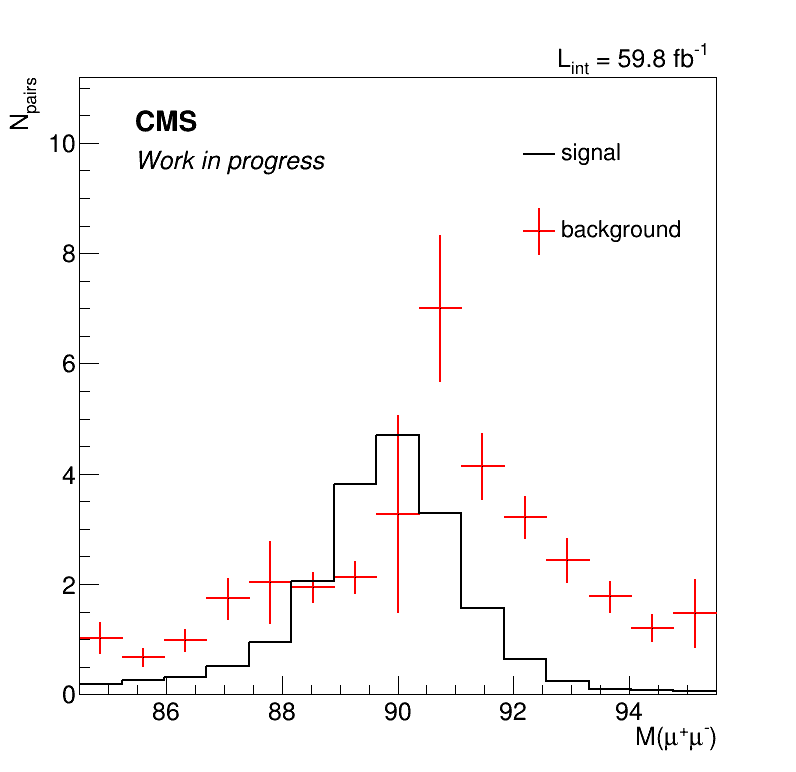 L_int = 59.8 fb^-1
N_pairs
CMS
Work in progress
signal
background
10
8
6
4
2
0
86 88 90 92 94
M(μ⁺μ⁻)